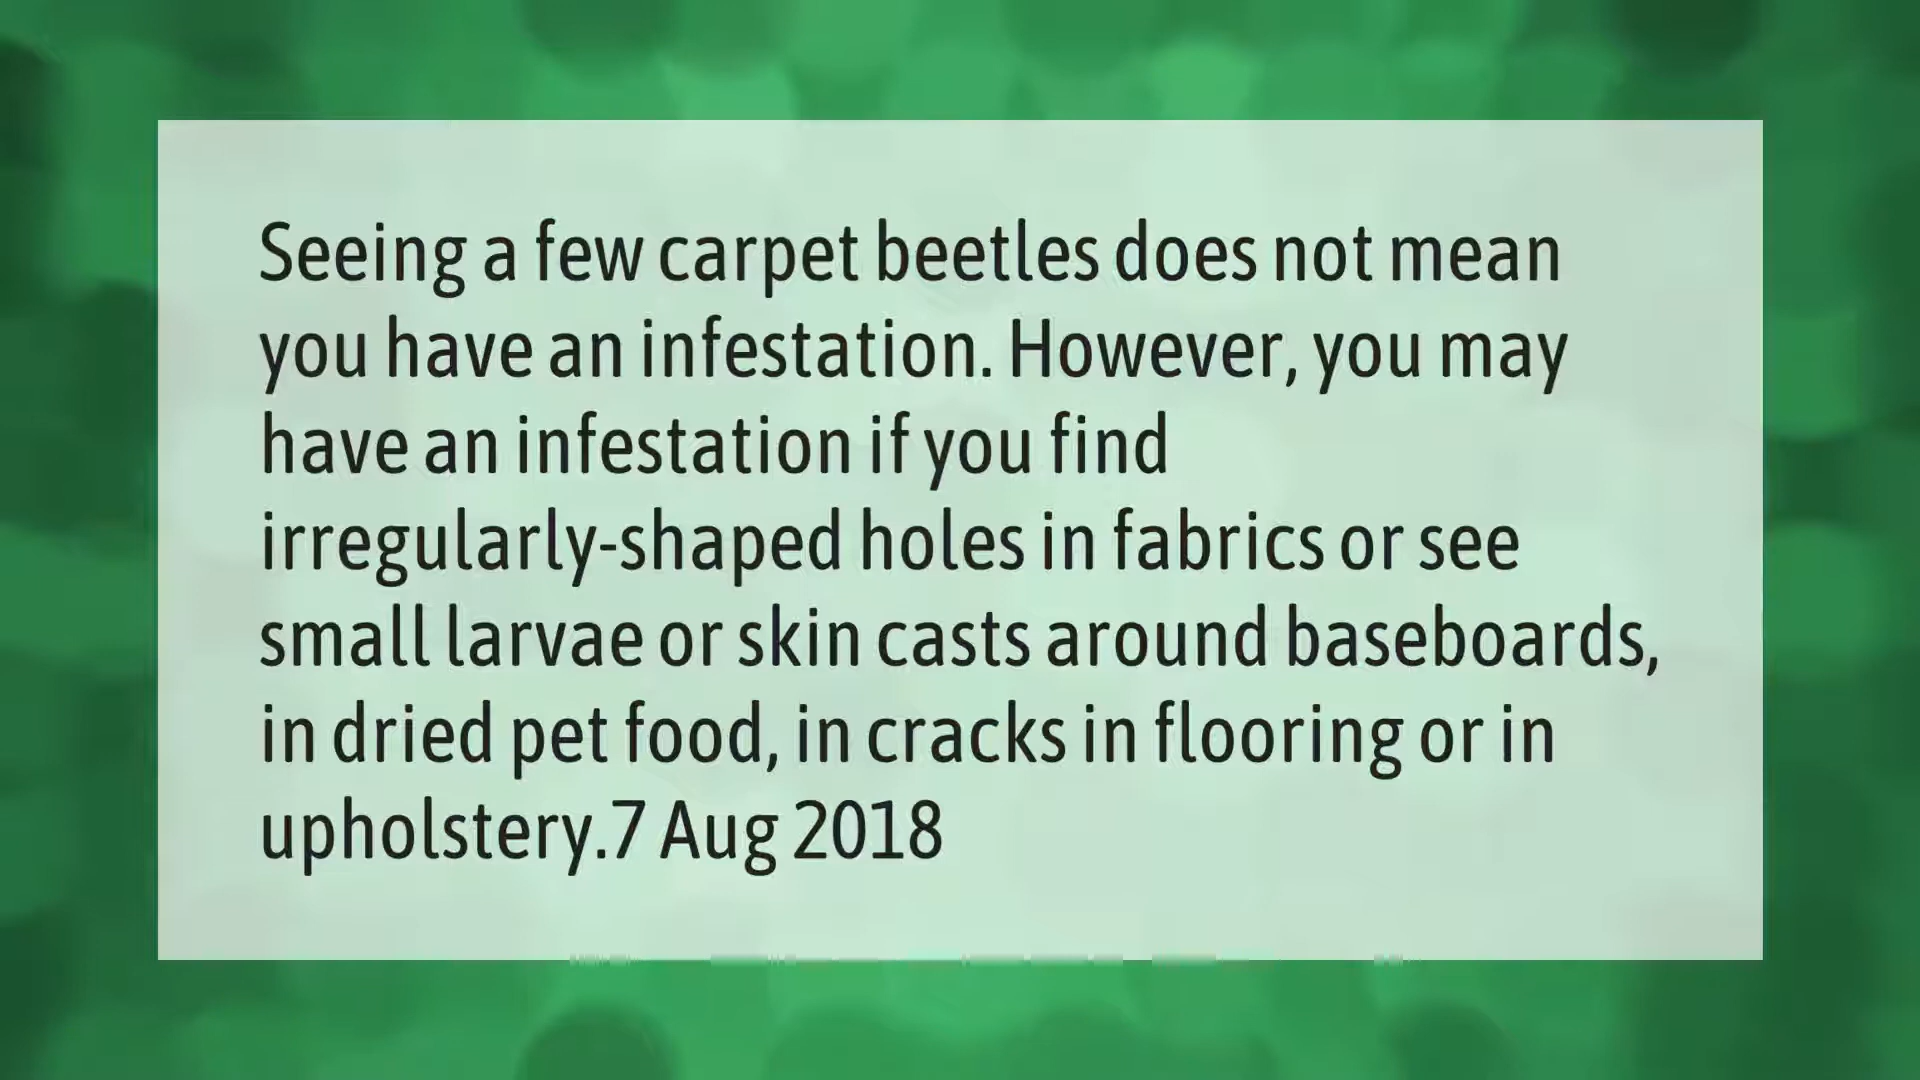 Seeing a few carpet beetles does not mean
you have an infestation. However, you may
have an infestation if you find
irregularly-shaped holes in fabrics or see
small larvae or skin casts around baseboards,
in dried pet food, in cracks in flooring or in
upholstery.7 Aug 2018